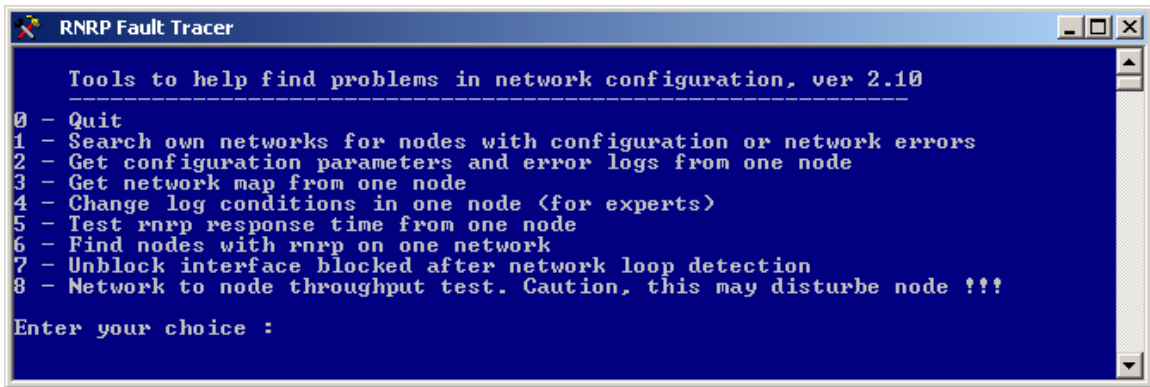 RNRP Fault Tracer
Tools to help find problems in network configuration, ver 2.10
-------------------------------------------------------------
0 - Quit
1 - Search own networks for nodes with configuration or network errors
2 - Get configuration parameters and error logs from one node
3 - Get network map from one node
4 - Change log conditions in one node (for experts)
5 - Test rnrp response time from one node
6 - Find nodes with rnrp on one network
7 - Unblock interface blocked after network loop detection
8 - Network to node throughput test. Caution, this may disturbe node !!!
Enter your choice :